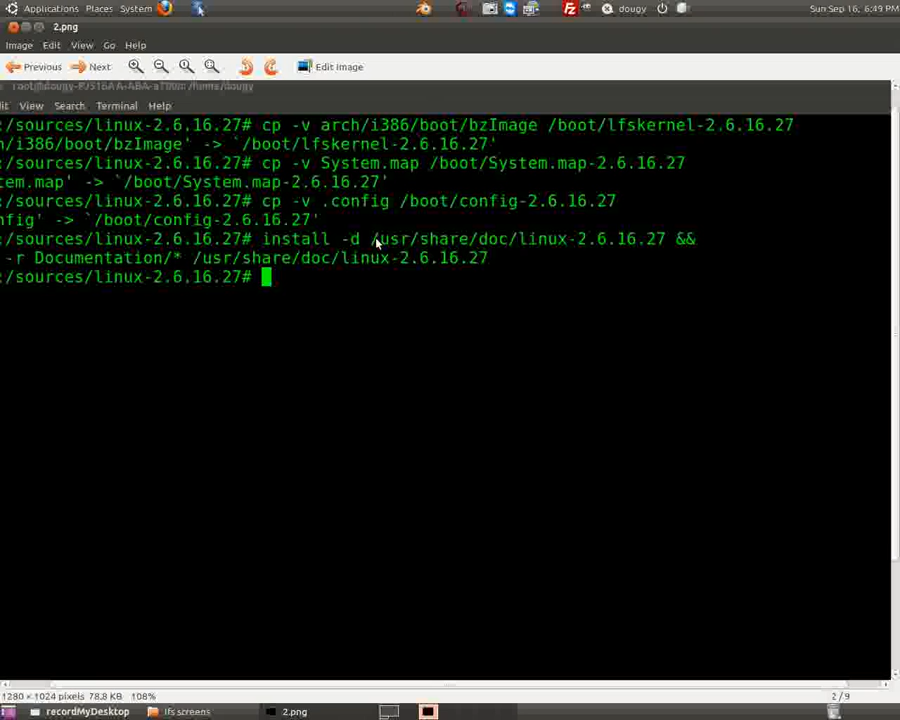 Applications Places System dougy Sun Sep 16, 6:49 PM
2.png
Image Edit View Go Help
Previous Next Edit Image
/home/dougy
dit View Search Terminal Help
:/sources/linux-2.6.16.27# cp -v arch/i386/boot/bzImage /boot/lfskernel-2.6.16.27
h/i386/boot/bzImage' -> `/boot/lfskernel-2.6.16.27'
:/sources/linux-2.6.16.27# cp -v System.map /boot/System.map-2.6.16.27
tem.map' -> `/boot/System.map-2.6.16.27'
:/sources/linux-2.6.16.27# cp -v .config /boot/config-2.6.16.27
nfig' -> `/boot/config-2.6.16.27'
:/sources/linux-2.6.16.27# install -d /usr/share/doc/linux-2.6.16.27 &&
-r Documentation/* /usr/share/doc/linux-2.6.16.27
:/sources/linux-2.6.16.27#
1280 × 1024 pixels 78.8 KB 108% 2 / 9
recordMyDesktop lfs screens 2.png